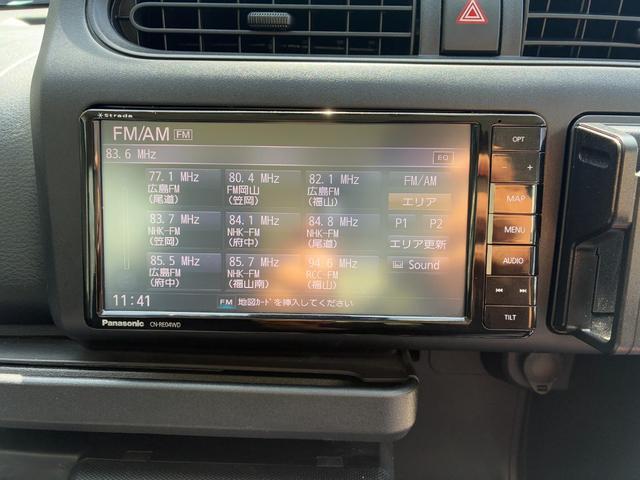 Strada
FM/AM FM
OPT
83.6 MHz EQ
+
77.1 MHz 80.4 MHz 82.1 MHz FM/AM
広島FM FM岡山 広島FM エリア
(尾道) (笠岡) (福山)
MAP
83.7 MHz 84.1 MHz 84.8 MHz P1 P2
NHK-FM NHK-FM NHK-FM エリア更新
(笠岡) (府中) (尾道)
MENU
85.5 MHz 85.7 MHz 94.6 MHz Sound
広島FM NHK-FM RCC-FM
(府中) (福山南) (福山)
AUDIO
11:41 FM 地図カードを挿入してください
Panasonic CN-RE04WD
TILT